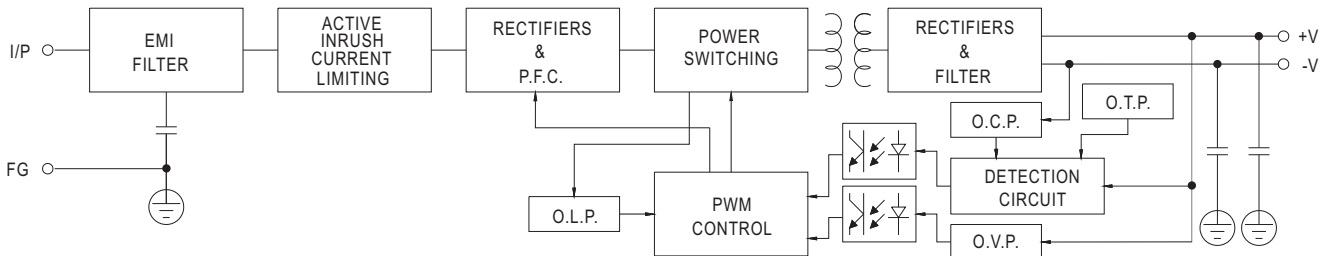 I/P
EMI
FILTER
ACTIVE
INRUSH
CURRENT
LIMITING
RECTIFIERS
&
P.F.C.
POWER
SWITCHING
RECTIFIERS
&
FILTER
+V
-V
O.C.P.
O.T.P.
FG
O.L.P.
PWM
CONTROL
DETECTION
CIRCUIT
O.V.P.